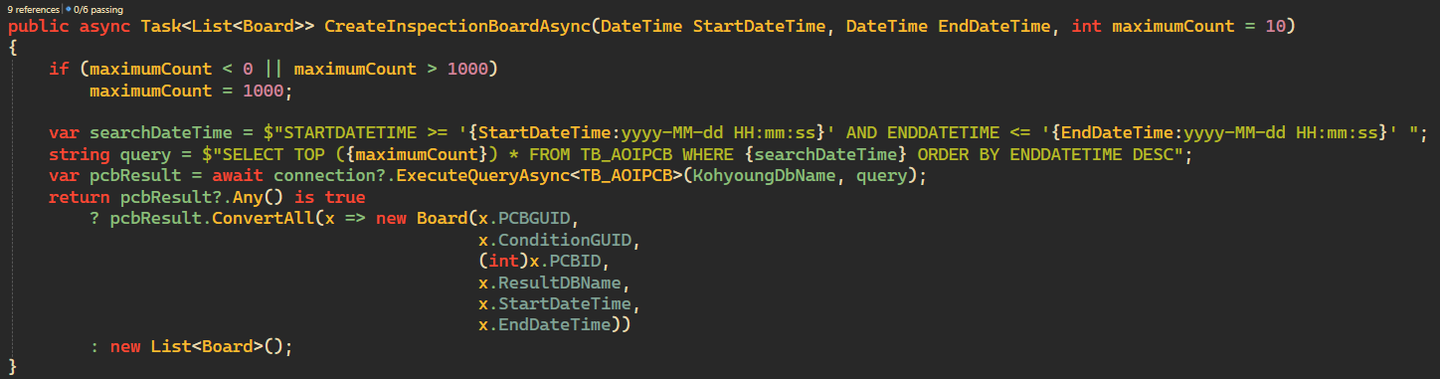 9 references | 0/6 passing
public async Task<List<Board>> CreateInspectionBoardAsync(DateTime StartDateTime, DateTime EndDateTime, int maximumCount = 10)
{
    if (maximumCount < 0 || maximumCount > 1000)
        maximumCount = 1000;
    var searchDateTime = $"STARTDATETIME >= '{StartDateTime:yyyy-MM-dd HH:mm:ss}' AND ENDDATETIME <= '{EndDateTime:yyyy-MM-dd HH:mm:ss}' ";
    string query = $"SELECT TOP ({maximumCount}) * FROM TB_AOIPCB WHERE {searchDateTime} ORDER BY ENDDATETIME DESC";
    var pcbResult = await connection?.ExecuteQueryAsync<TB_AOIPCB>(KohyoungDbName, query);
    return pcbResult?.Any() is true
        ? pcbResult.ConvertAll(x => new Board(x.PCBGUID,
                                              x.ConditionGUID,
                                              (int)x.PCBID,
                                              x.ResultDBName,
                                              x.StartDateTime,
                                              x.EndDateTime))
        : new List<Board>();
}